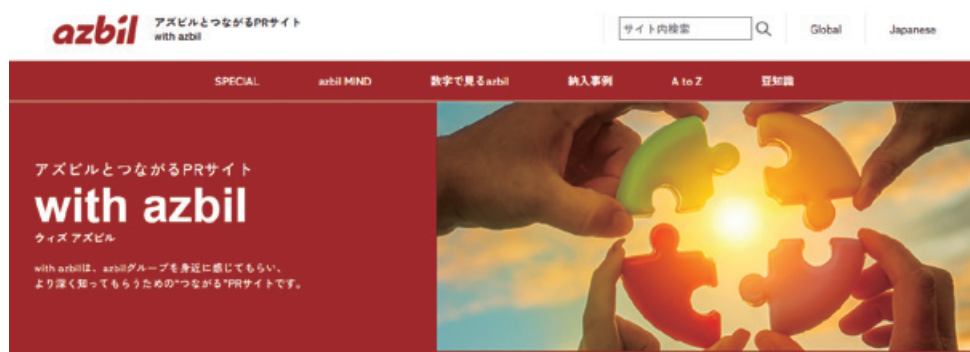 azbil
アズビルとつながるPRサイト
with azbil
サイト内検索
Global
Japanese
SPECIAL
azbil MIND
数字で見るazbil
納入事例
A to Z
豆知識
アズビルとつながるPRサイト
with azbil
ウィズ アズビル
with azbilは、azbilグループを身近に感じてもらい、
より深く知ってもらうための“つながる”PRサイトです。